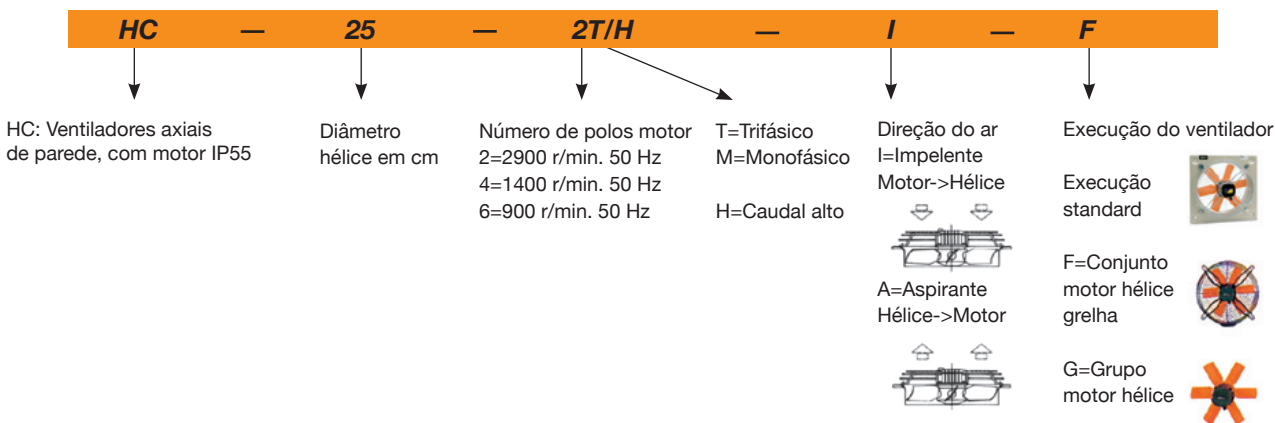 HC — 25 — 2T/H — I — F
HC: Ventiladores axiais
de parede, com motor IP55
Diâmetro
hélice em cm
Número de polos motor
2=2900 r/min. 50 Hz
4=1400 r/min. 50 Hz
6=900 r/min. 50 Hz
T=Trifásico
M=Monofásico
H=Caudal alto
Direção do ar
I=Impelente
Motor->Hélice
A=Aspirante
Hélice->Motor
Execução do ventilador
Execução
standard
F=Conjunto
motor hélice
grelha
G=Grupo
motor hélice